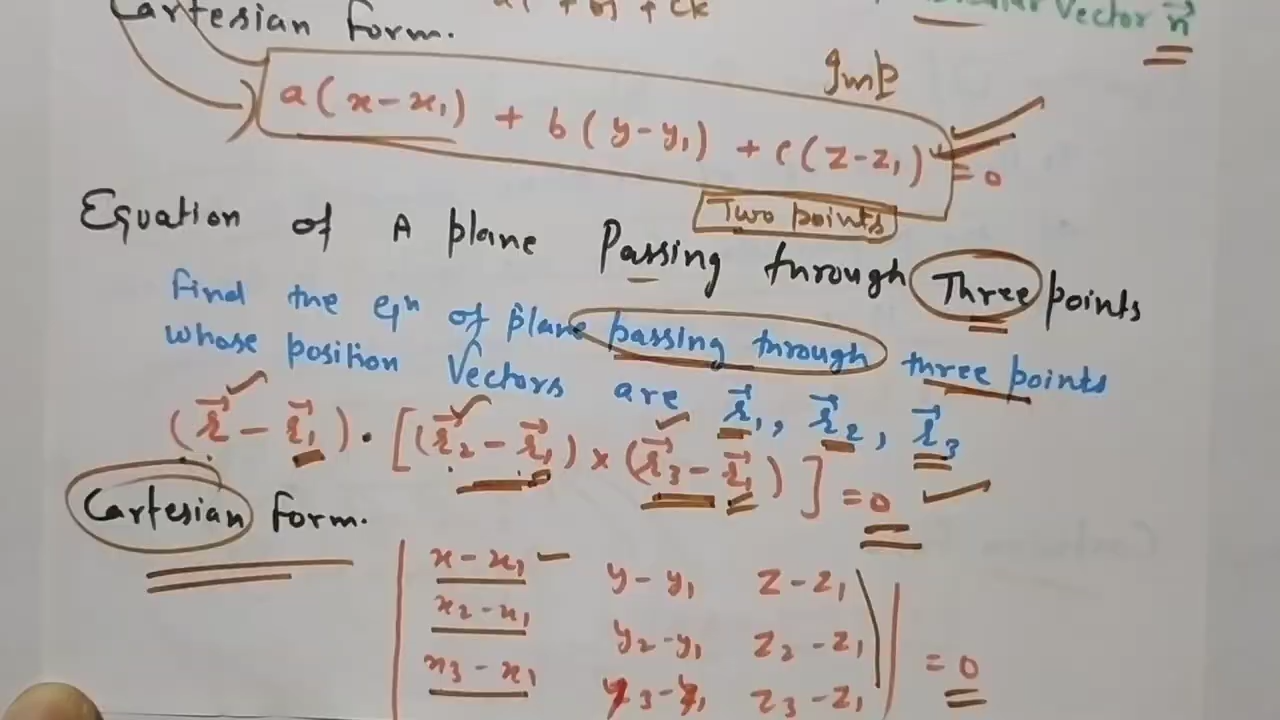 Cartesian Form.
Vector n⃗
Imp
a(x-x₁) + b(y-y₁) + c(z-z₁) = 0
Two points
Equation of A plane Passing through Three points
find the eqⁿ of plane passing through three points
whose position Vectors are r⃗₁, r⃗₂, r⃗₃
(r⃗ - r⃗₁) · [(r⃗₂ - r⃗₁) × (r⃗₃ - r⃗₁)] = 0
Cartesian Form.
x-x₁ y-y₁ z-z₁
x₂-x₁ y₂-y₁ z₂-z₁
x₃-x₁ y₃-y₁ z₃-z₁ = 0